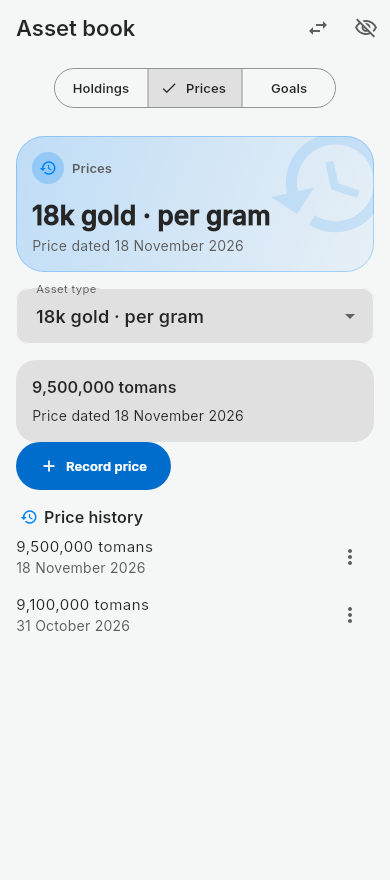 Asset book
Holdings
Prices
Goals
Prices
18k gold · per gram
Price dated 18 November 2026
Asset type
18k gold · per gram
9,500,000 tomans
Price dated 18 November 2026
Record price
Price history
9,500,000 tomans
18 November 2026
9,100,000 tomans
31 October 2026